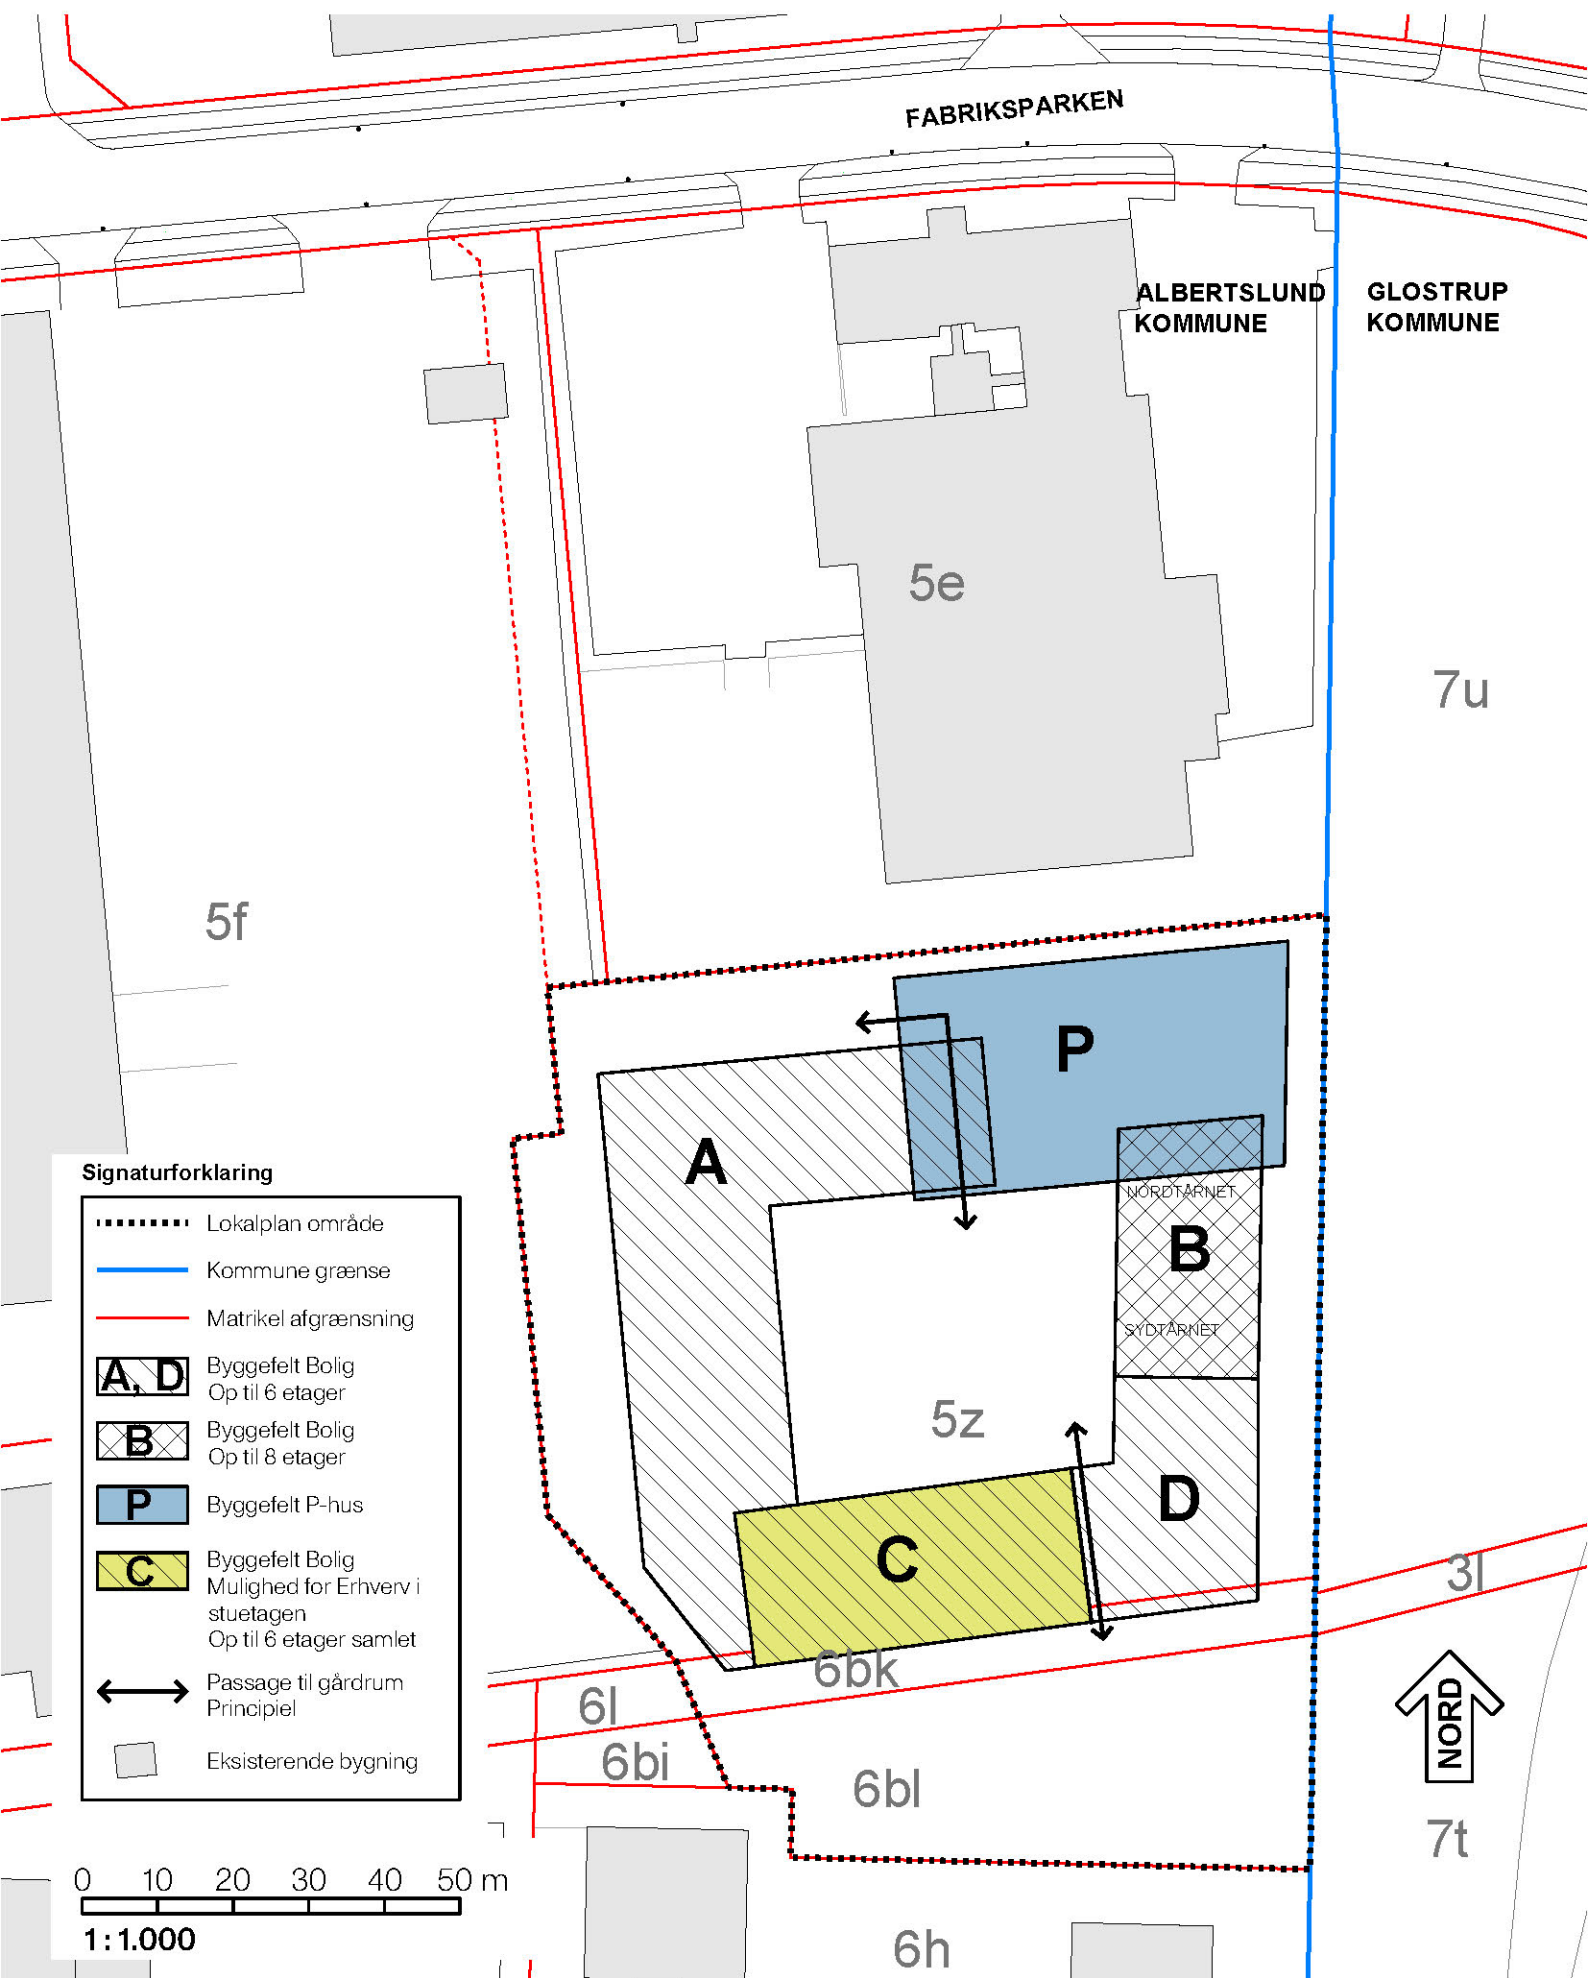 FABRIKSPARKEN
ALBERTSLUND
KOMMUNE
GLOSTRUP
KOMMUNE
5e
7u
5f
P
A
NORDTÅRNET
B
SYDTÅRNET
5z
D
C
3l
6bk
6l
6bi
6bl
NORD
7t
6h
Signaturforklaring
Lokalplan område
Kommune grænse
Matrikel afgrænsning
A, D
Byggefelt Bolig
Op til 6 etager
B
Byggefelt Bolig
Op til 8 etager
P
Byggefelt P-hus
C
Byggefelt Bolig
Mulighed for Erhverv i
stuetagen
Op til 6 etager samlet
Passage til gårdrum
Principiel
Eksisterende bygning
0 10 20 30 40 50 m
1:1.000